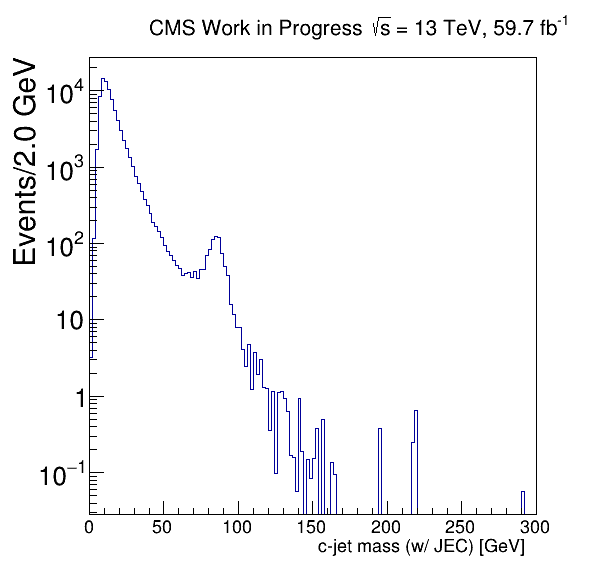 CMS Work in Progress √s = 13 TeV, 59.7 fb⁻¹
Events/2.0 GeV
10⁴
10³
10²
10
1
10⁻¹
0 50 100 150 200 250 300
c-jet mass (w/ JEC) [GeV]